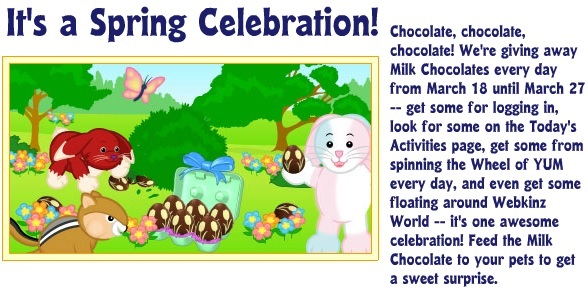 It's a Spring Celebration!
Chocolate, chocolate,
chocolate! We're giving away
Milk Chocolates every day
from March 18 until March 27
-- get some for logging in,
look for some on the Today's
Activities page, get some from
spinning the Wheel of YUM
every day, and even get some
floating around Webkinz
World -- it's one awesome
celebration! Feed the Milk
Chocolate to your pets to get
a sweet surprise.